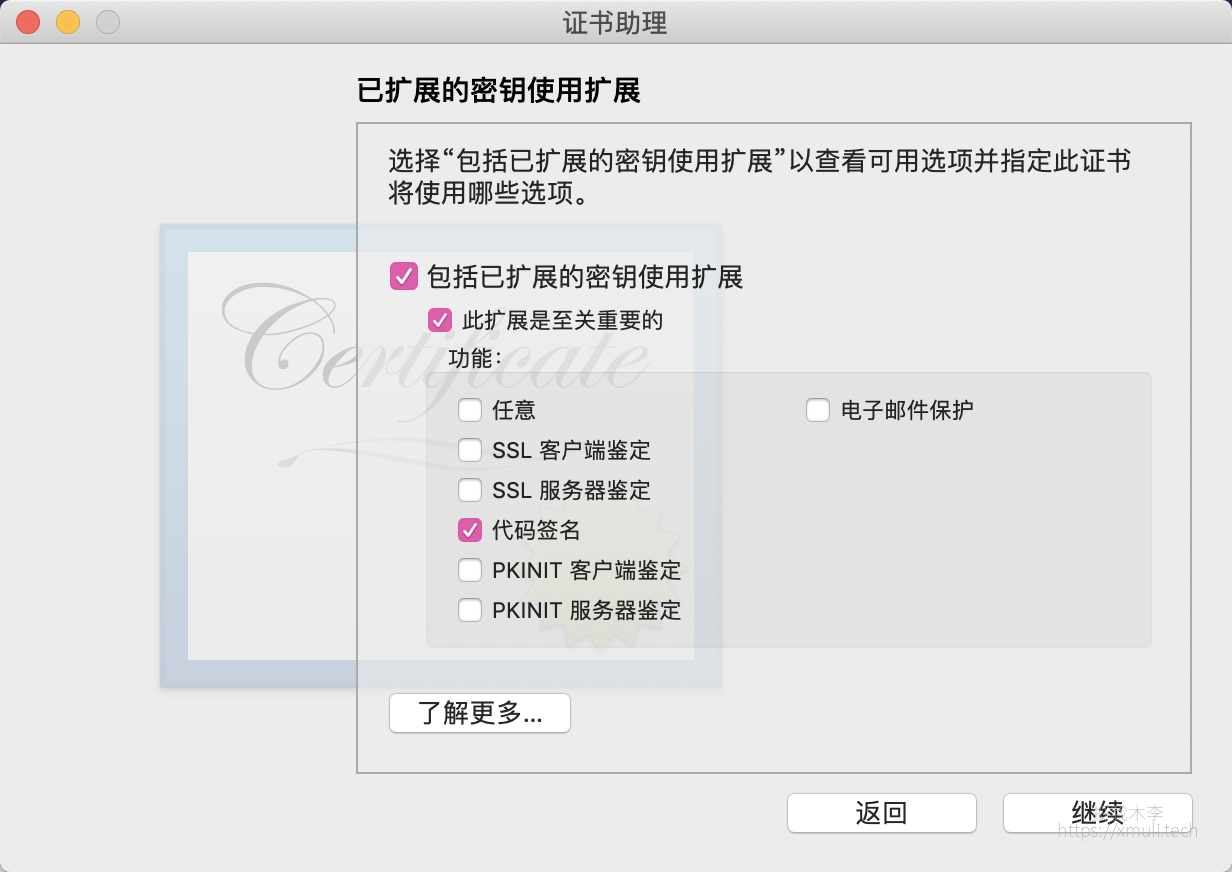 证书助理
已扩展的密钥使用扩展
选择“包括已扩展的密钥使用扩展”以查看可用选项并指定此证书
将使用哪些选项。
Certificate
包括已扩展的密钥使用扩展
此扩展是至关重要的
功能：
任意
电子邮件保护
SSL 客户端鉴定
SSL 服务器鉴定
代码签名
PKINIT 客户端鉴定
PKINIT 服务器鉴定
了解更多...
返回
继续
木李
https://xmuli.tech